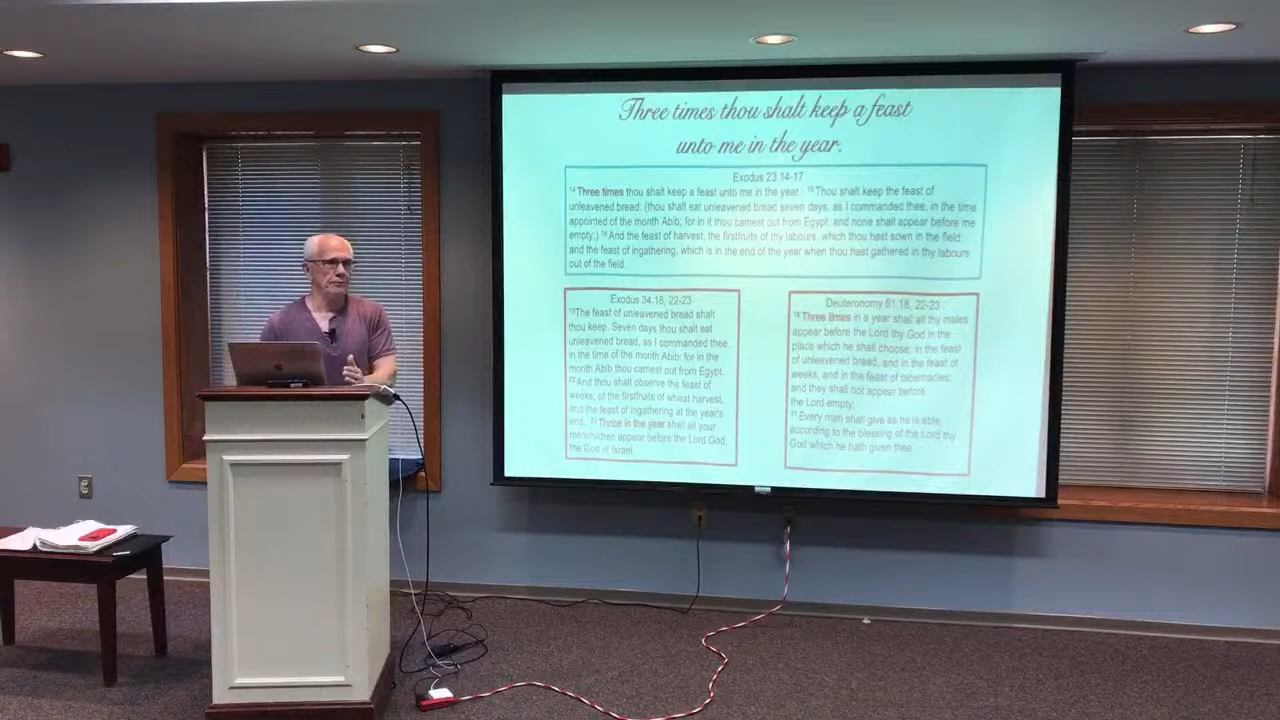 Three times thou shalt keep a feast
unto me in the year.
Exodus 23.14-17
14 Three times thou shalt keep a feast unto me in the year. 15 Thou shalt keep the feast of
unleavened bread: (thou shalt eat unleavened bread seven days, as I commanded thee, in the time
appointed of the month Abib; for in it thou camest out from Egypt: and none shall appear before me
empty:) 16 And the feast of harvest, the firstfruits of thy labours, which thou hast sown in the field:
and the feast of ingathering, which is in the end of the year when thou hast gathered in thy labours
out of the field.
Exodus 34.18, 22-23
18 The feast of unleavened bread shalt
thou keep. Seven days thou shalt eat
unleavened bread, as I commanded thee,
in the time of the month Abib: for in the
month Abib thou camest out from Egypt.
22 And thou shalt observe the feast of
weeks, of the firstfruits of wheat harvest,
and the feast of ingathering at the year's
end. 23 Thrice in the year shall all your
menchildren appear before the Lord God
the God of Israel.
Deuteronomy 61.18, 22-23
16 Three times in a year shall all thy males
appear before the Lord thy God in the
place which he shall choose; in the feast
of unleavened bread, and in the feast of
weeks, and in the feast of tabernacles:
and they shall not appear before
the Lord empty:
17 Every man shall give as he is able,
according to the blessing of the Lord thy
God which he hath given thee.